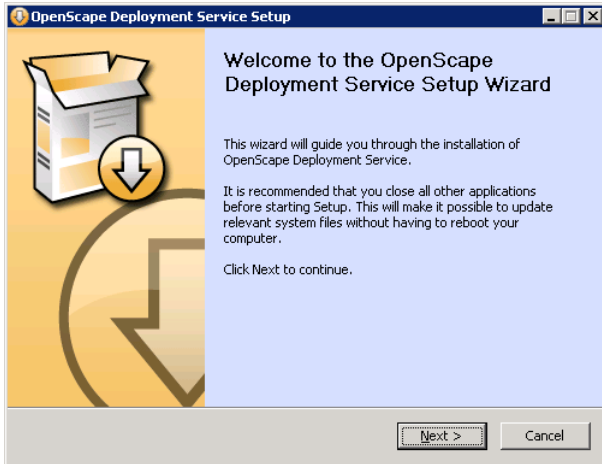 OpenScape Deployment Service Setup
Welcome to the OpenScape
Deployment Service Setup Wizard
This wizard will guide you through the installation of
OpenScape Deployment Service.
It is recommended that you close all other applications
before starting Setup. This will make it possible to update
relevant system files without having to reboot your
computer.
Click Next to continue.
Next >
Cancel